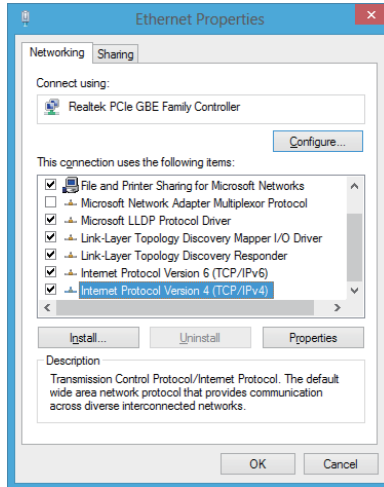 Ethernet Properties
Networking Sharing
Connect using:
Realtek PCIe GBE Family Controller
Configure...
This connection uses the following items:
File and Printer Sharing for Microsoft Networks
Microsoft Network Adapter Multiplexor Protocol
Microsoft LLDP Protocol Driver
Link-Layer Topology Discovery Mapper I/O Driver
Link-Layer Topology Discovery Responder
Internet Protocol Version 6 (TCP/IPv6)
Internet Protocol Version 4 (TCP/IPv4)
Install... Uninstall Properties
Description
Transmission Control Protocol/Internet Protocol. The default
wide area network protocol that provides communication
across diverse interconnected networks.
OK Cancel